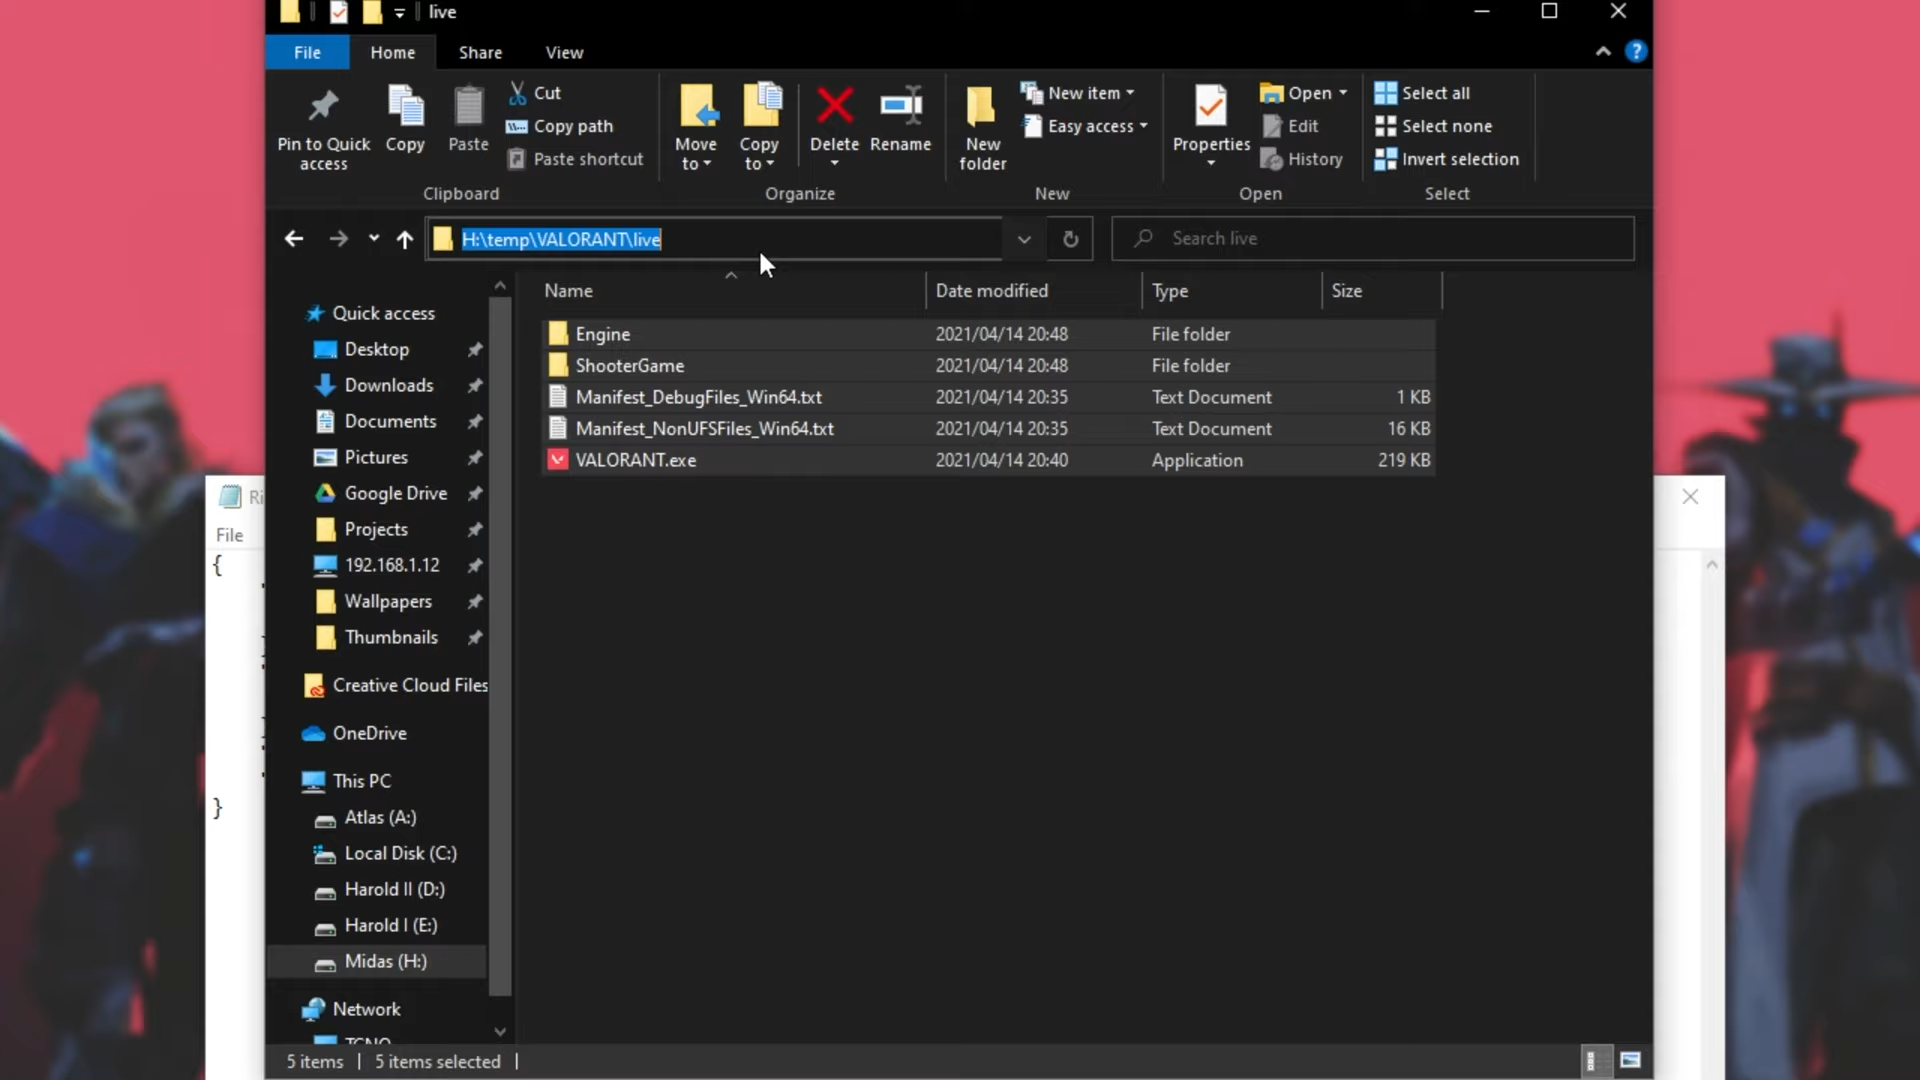 live
File Home Share View
Pin to Quick access
Copy
Paste
Cut
Copy path
Paste shortcut
Move to
Copy to
Delete
Rename
New folder
New item
Easy access
Properties
Open
Edit
History
Select all
Select none
Invert selection
Clipboard Organize New Open Select
H:\temp\VALORANT\live
Search live
Name Date modified Type Size
Engine 2021/04/14 20:48 File folder
ShooterGame 2021/04/14 20:48 File folder
Manifest_DebugFiles_Win64.txt 2021/04/14 20:35 Text Document 1 KB
Manifest_NonUFSFiles_Win64.txt 2021/04/14 20:35 Text Document 16 KB
VALORANT.exe 2021/04/14 20:40 Application 219 KB
Quick access
Desktop
Downloads
Documents
Pictures
Google Drive
Projects
192.168.1.12
Wallpapers
Thumbnails
Creative Cloud Files
OneDrive
This PC
Atlas (A:)
Local Disk (C:)
Harold II (D:)
Harold I (E:)
Midas (H:)
Network
5 items 5 items selected
File
{
}